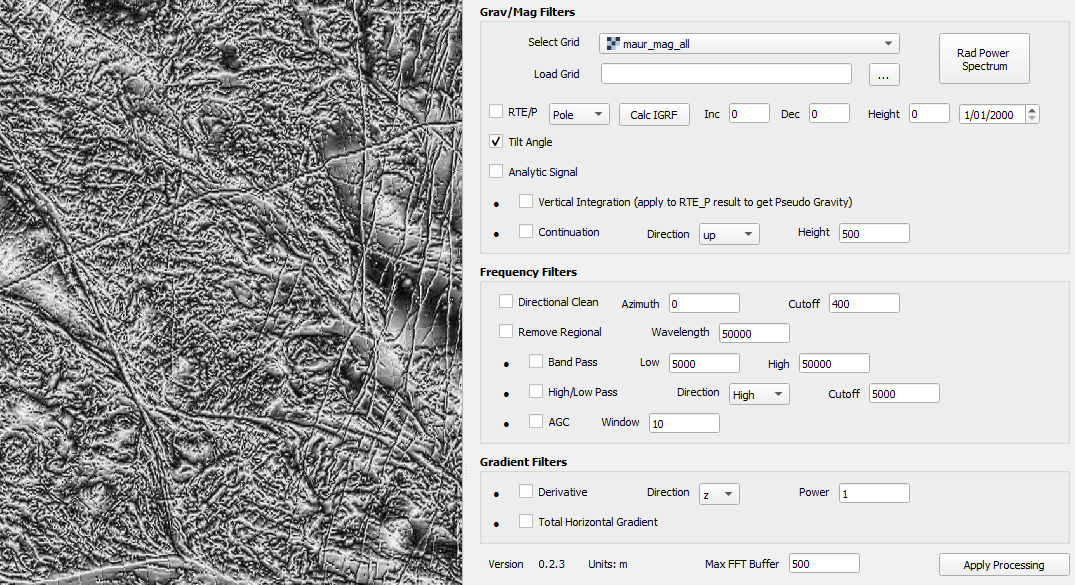 Grav/Mag Filters
Select Grid maur_mag_all
Load Grid ...
Rad Power
Spectrum
RTE/P Pole Calc IGRF Inc 0 Dec 0 Height 0 1/01/2000
Tilt Angle
Analytic Signal
• Vertical Integration (apply to RTE_P result to get Pseudo Gravity)
• Continuation Direction up Height 500
Frequency Filters
Directional Clean Azimuth 0 Cutoff 400
Remove Regional Wavelength 50000
• Band Pass Low 5000 High 50000
• High/Low Pass Direction High Cutoff 5000
• AGC Window 10
Gradient Filters
• Derivative Direction z Power 1
• Total Horizontal Gradient
Version 0.2.3 Units: m Max FFT Buffer 500 Apply Processing